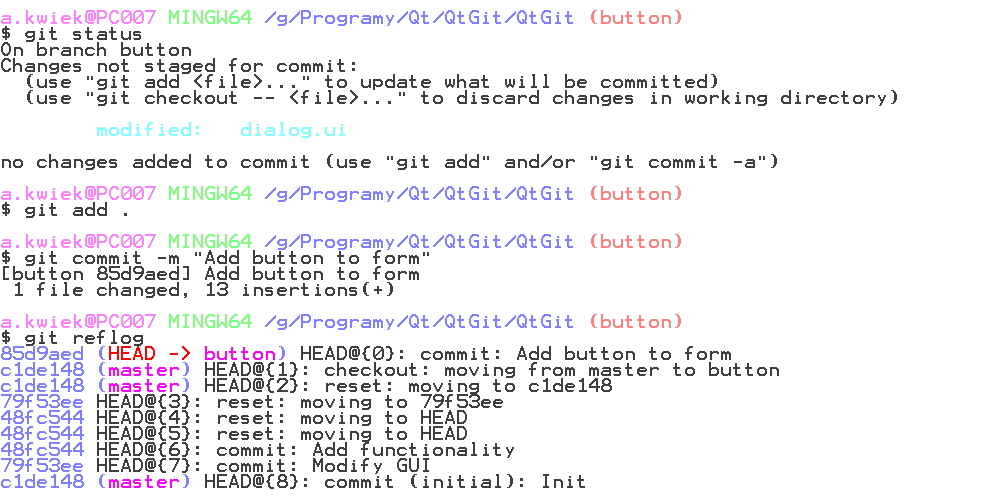 a.kwiek@PC007 MINGW64 /g/Programy/Qt/QtGit/QtGit (button)
$ git status
On branch button
Changes not staged for commit:
  (use "git add <file>..." to update what will be committed)
  (use "git checkout -- <file>..." to discard changes in working directory)
        modified:   dialog.ui
no changes added to commit (use "git add" and/or "git commit -a")
a.kwiek@PC007 MINGW64 /g/Programy/Qt/QtGit/QtGit (button)
$ git add .
a.kwiek@PC007 MINGW64 /g/Programy/Qt/QtGit/QtGit (button)
$ git commit -m "Add button to form"
[button 85d9aed] Add button to form
 1 file changed, 13 insertions(+)
a.kwiek@PC007 MINGW64 /g/Programy/Qt/QtGit/QtGit (button)
$ git reflog
85d9aed (HEAD -> button) HEAD@{0}: commit: Add button to form
c1de148 (master) HEAD@{1}: checkout: moving from master to button
c1de148 (master) HEAD@{2}: reset: moving to c1de148
79f53ee HEAD@{3}: reset: moving to 79f53ee
48fc544 HEAD@{4}: reset: moving to HEAD
48fc544 HEAD@{5}: reset: moving to HEAD
48fc544 HEAD@{6}: commit: Add functionality
79f53ee HEAD@{7}: commit: Modify GUI
c1de148 (master) HEAD@{8}: commit (initial): Init